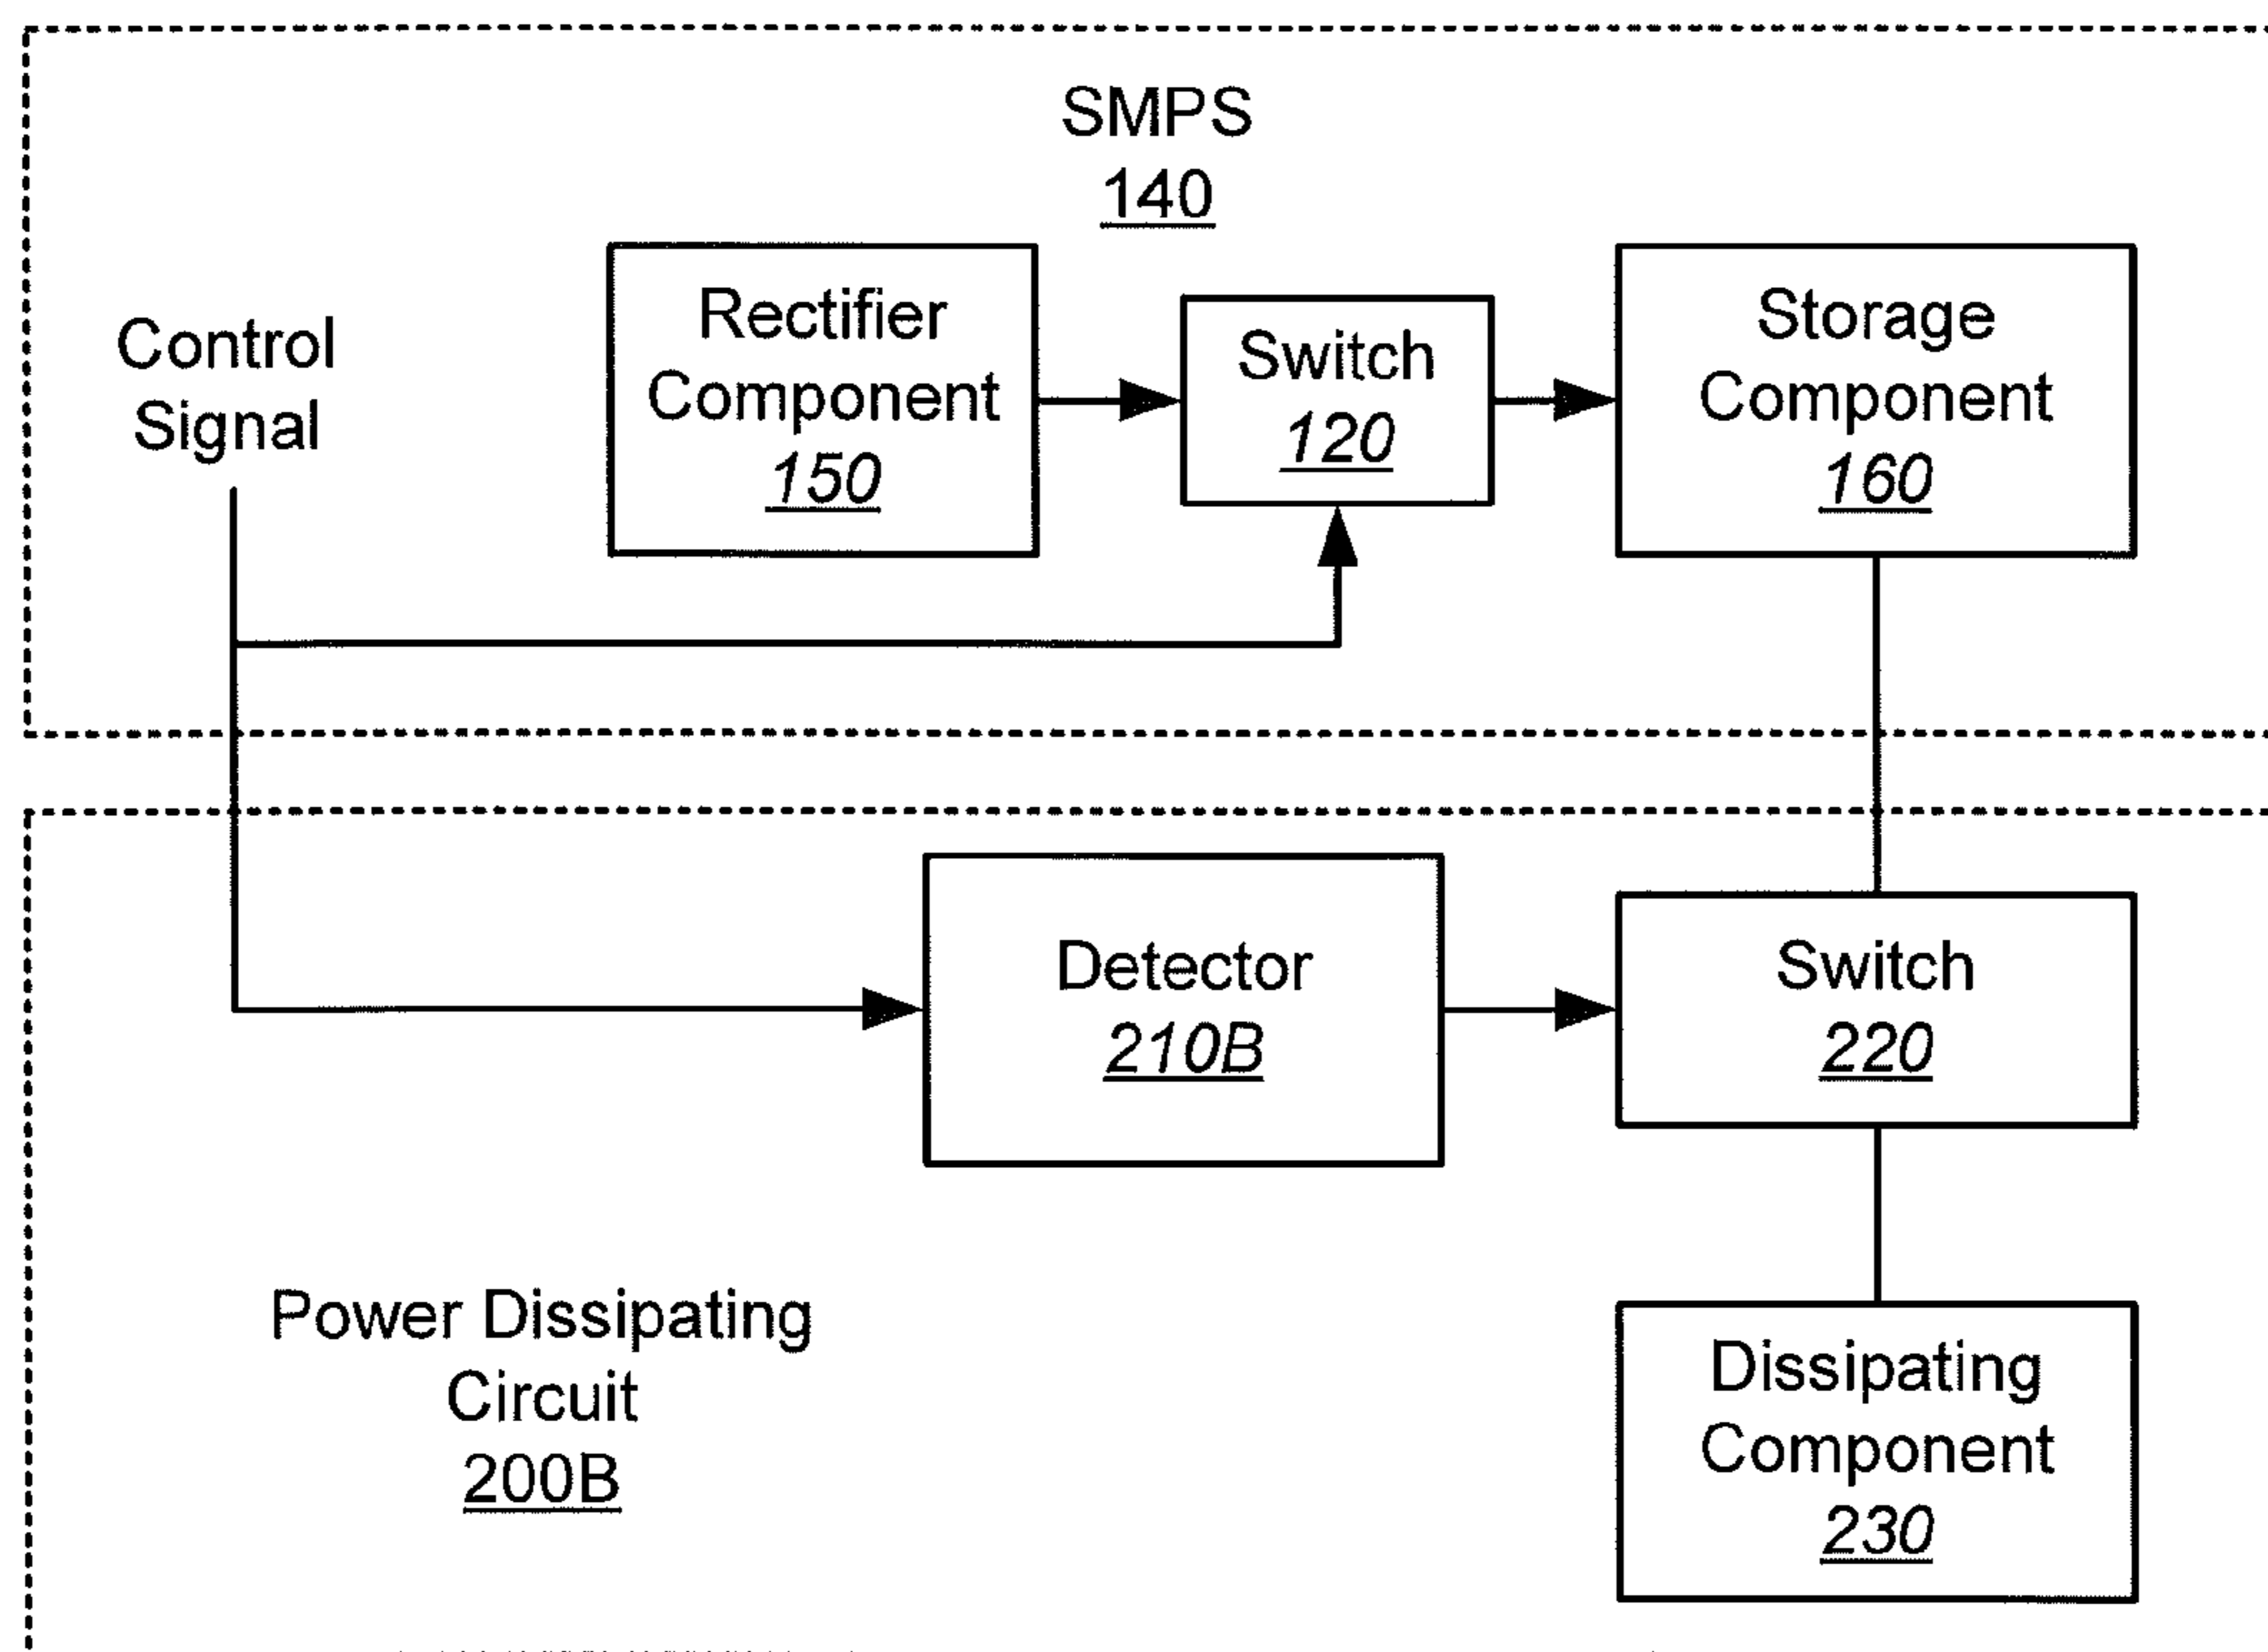 SMPS
140
Control
Signal
Rectifier
Component
150
Switch
120
Storage
Component
160
Detector
210B
Switch
220
Power Dissipating
Circuit
200B
Dissipating
Component
230